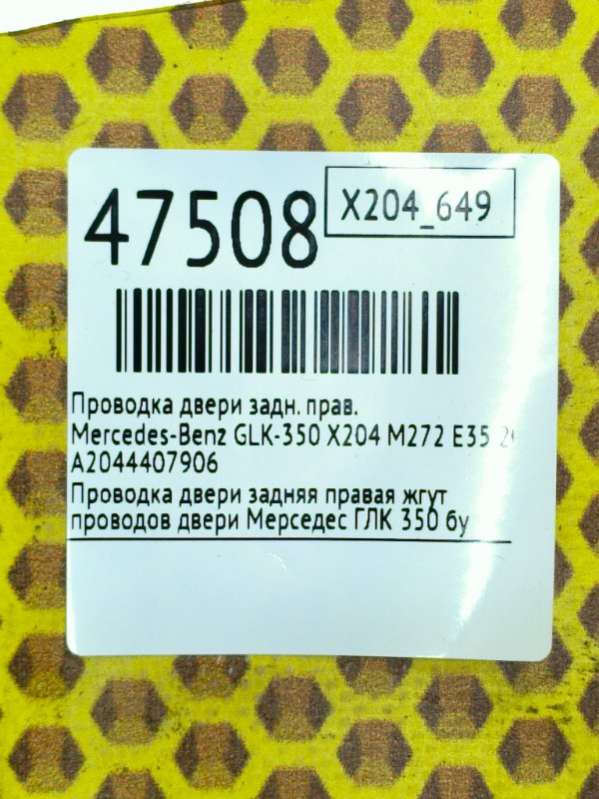 47508
X204_649
Проводка двери задн. прав.
Mercedes-Benz GLK-350 X204 M272 E35
A2044407906
Проводка двери задняя правая жгут
проводов двери Мерседес ГЛК 350 бу